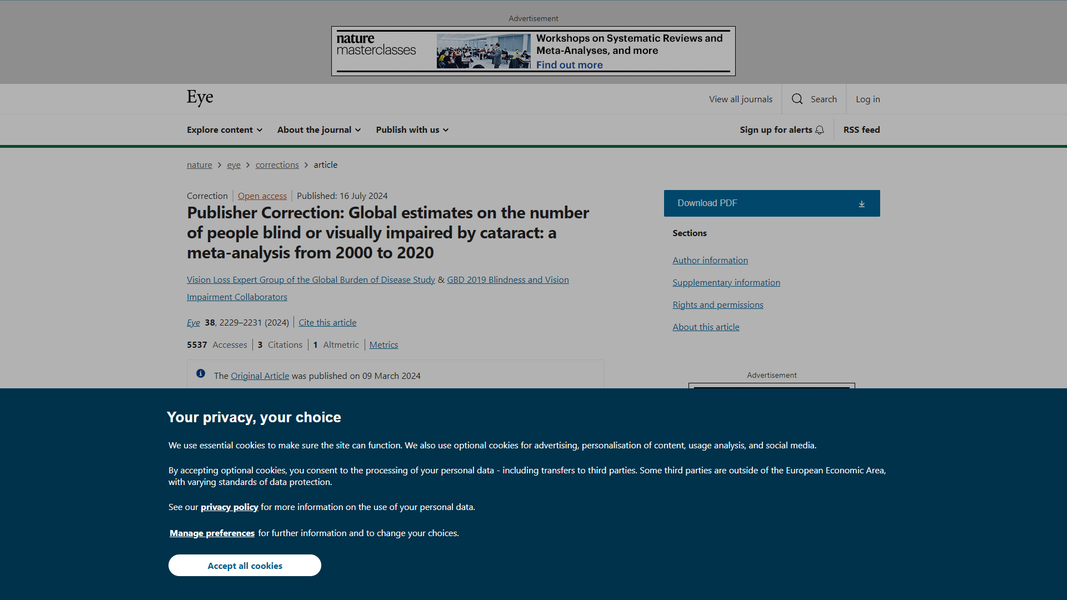 Advertisement
nature
masterclasses
Workshops on Systematic Reviews and
Meta-Analyses, and more
Find out more
Eye
View all journals
Search
Log in
Explore content
About the journal
Publish with us
Sign up for alerts
RSS feed
nature > eye > corrections > article
Correction | Open access | Published: 16 July 2024
Publisher Correction: Global estimates on the number
of people blind or visually impaired by cataract: a
meta-analysis from 2000 to 2020
Vision Loss Expert Group of the Global Burden of Disease Study & GBD 2019 Blindness and Vision
Impairment Collaborators
Eye 38, 2229–2231 (2024) | Cite this article
5537 Accesses | 3 Citations | 1 Altmetric | Metrics
The Original Article was published on 09 March 2024
Download PDF
Sections
Author information
Supplementary information
Rights and permissions
About this article
Advertisement
Your privacy, your choice
We use essential cookies to make sure the site can function. We also use optional cookies for advertising, personalisation of content, usage analysis, and social media.
By accepting optional cookies, you consent to the processing of your personal data - including transfers to third parties. Some third parties are outside of the European Economic Area,
with varying standards of data protection.
See our privacy policy for more information on the use of your personal data.
Manage preferences for further information and to change your choices.
Accept all cookies